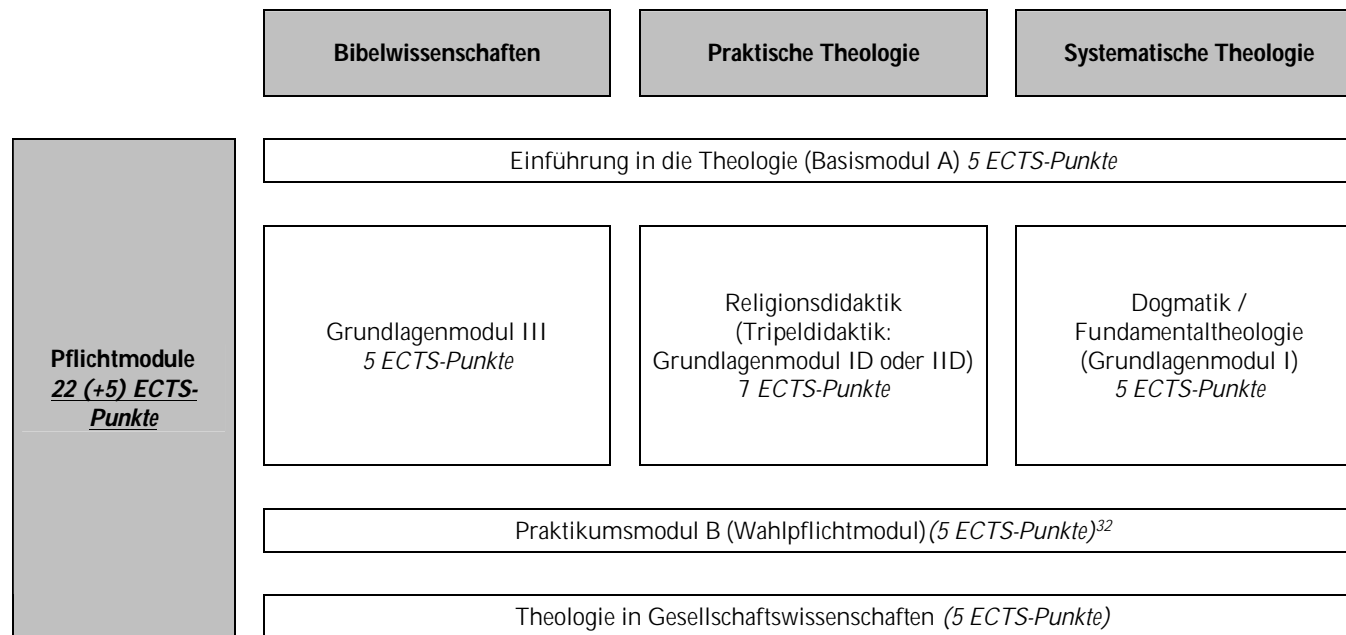 Bibelwissenschaften
Praktische Theologie
Systematische Theologie
Einführung in die Theologie (Basismodul A) 5 ECTS-Punkte
Pflichtmodule
22 (+5) ECTS-
Punkte
Grundlagenmodul III
5 ECTS-Punkte
Religionsdidaktik
(Tripeldidaktik:
Grundlagenmodul ID oder IID)
7 ECTS-Punkte
Dogmatik /
Fundamentaltheologie
(Grundlagenmodul I)
5 ECTS-Punkte
Praktikumsmodul B (Wahlpflichtmodul) (5 ECTS-Punkte)32
Theologie in Gesellschaftswissenschaften (5 ECTS-Punkte)